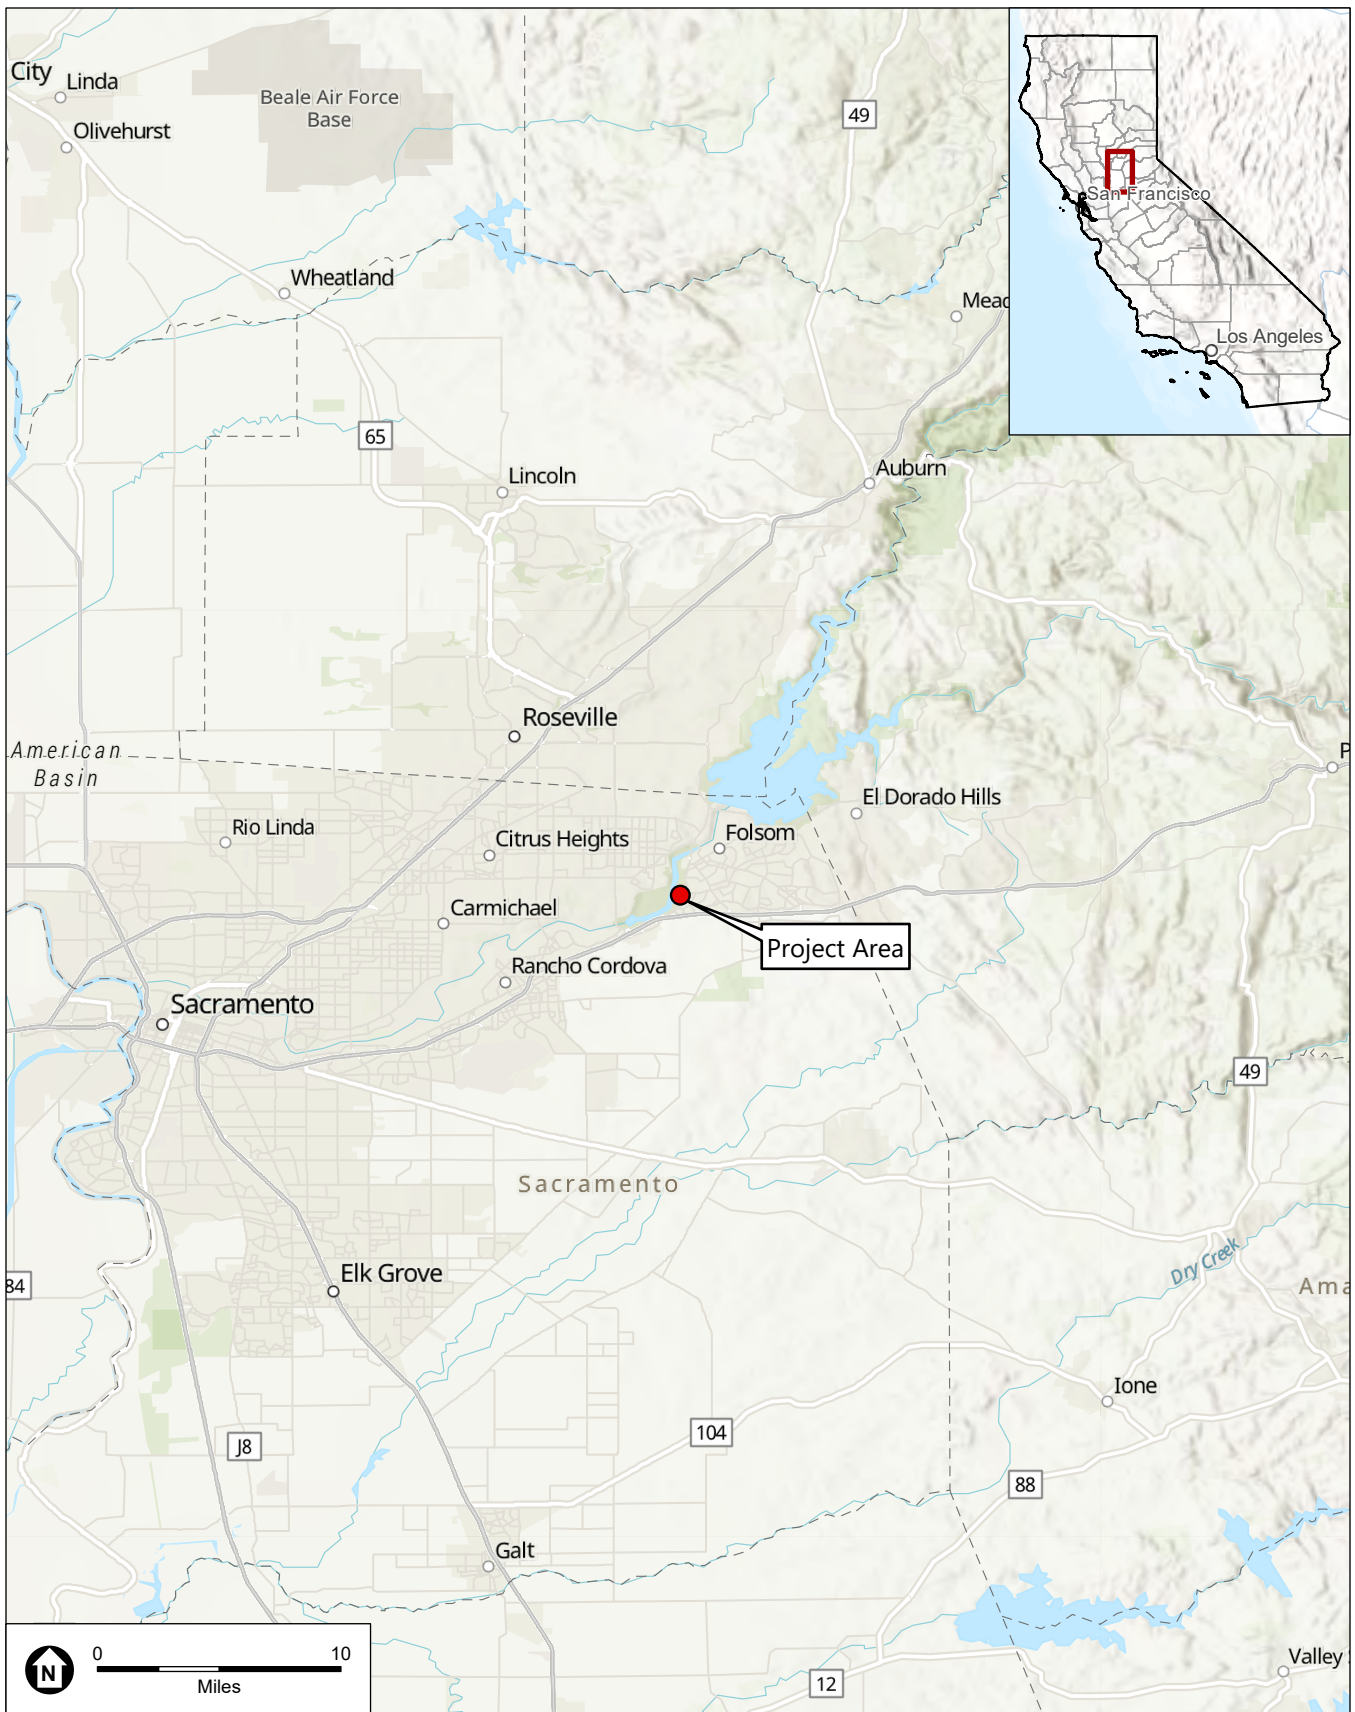 City
Linda
Olivehurst
Beale Air Force
Base
49
San Francisco
Los Angeles
Wheatland
Mead
65
Lincoln
Auburn
Roseville
American
Basin
P
El Dorado Hills
Rio Linda
Citrus Heights
Folsom
Carmichael
Project Area
Rancho Cordova
Sacramento
49
Sacramento
Dry Creek
Elk Grove
84
Ama
Ione
J8
104
88
Galt
0
10
Miles
N
12
Valley